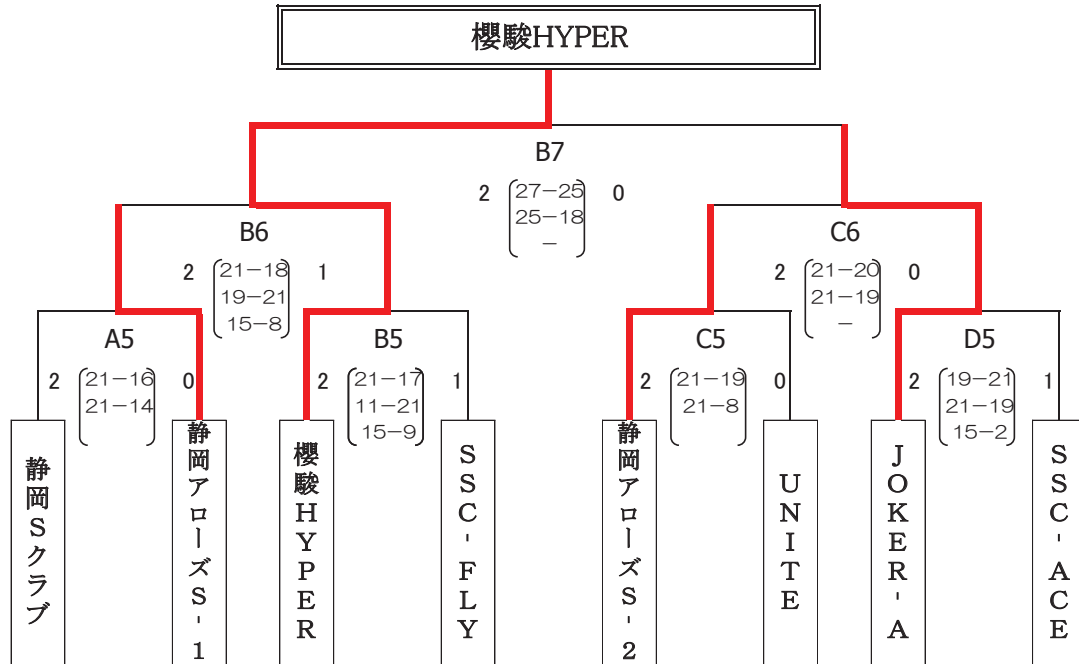 櫻駿HYPER
B7
2 27-25 0
25-18
-
B6
2 21-18 1
19-21
15-8
C6
2 21-20 0
21-19
-
A5
2 21-16 0
21-14
B5
2 21-17 1
11-21
15-9
C5
2 21-19 0
21-8
D5
2 19-21 1
21-19
15-2
静岡Sクラブ
静岡アローズS-1
櫻駿HYPER
SSC-FLY
静岡アローズS-2
UNITE
JOKER-A
SSC-ACE